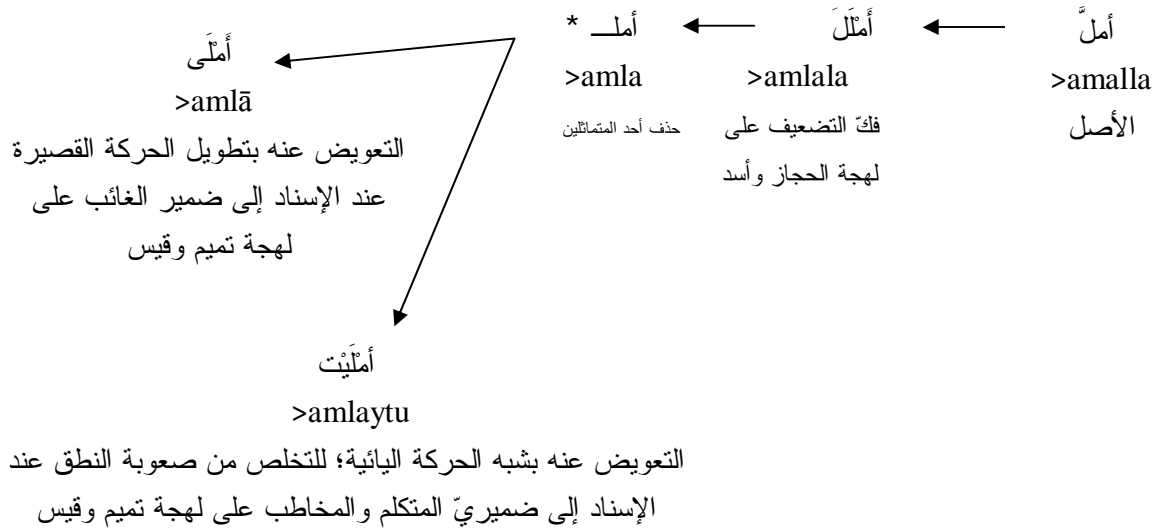 أملَّ
>amalla
الأصل
أَمْلَلَ
>amlala
فكّ التضعيف على
لهجة الحجاز وأسد
أملـــ *
>amla
حذف أحد المتماثلين
أَمْلَى
>amlā
التعويض عنه بتطويل الحركة القصيرة
عند الإسناد إلى ضمير الغائب على
لهجة تميم وقيس
أمْلَيْت
>amlaytu
التعويض عنه بشبه الحركة اليائية؛ للتخلص من صعوبة النطق عند
الإسناد إلى ضميريّ المتكلم والمخاطب على لهجة تميم وقيس